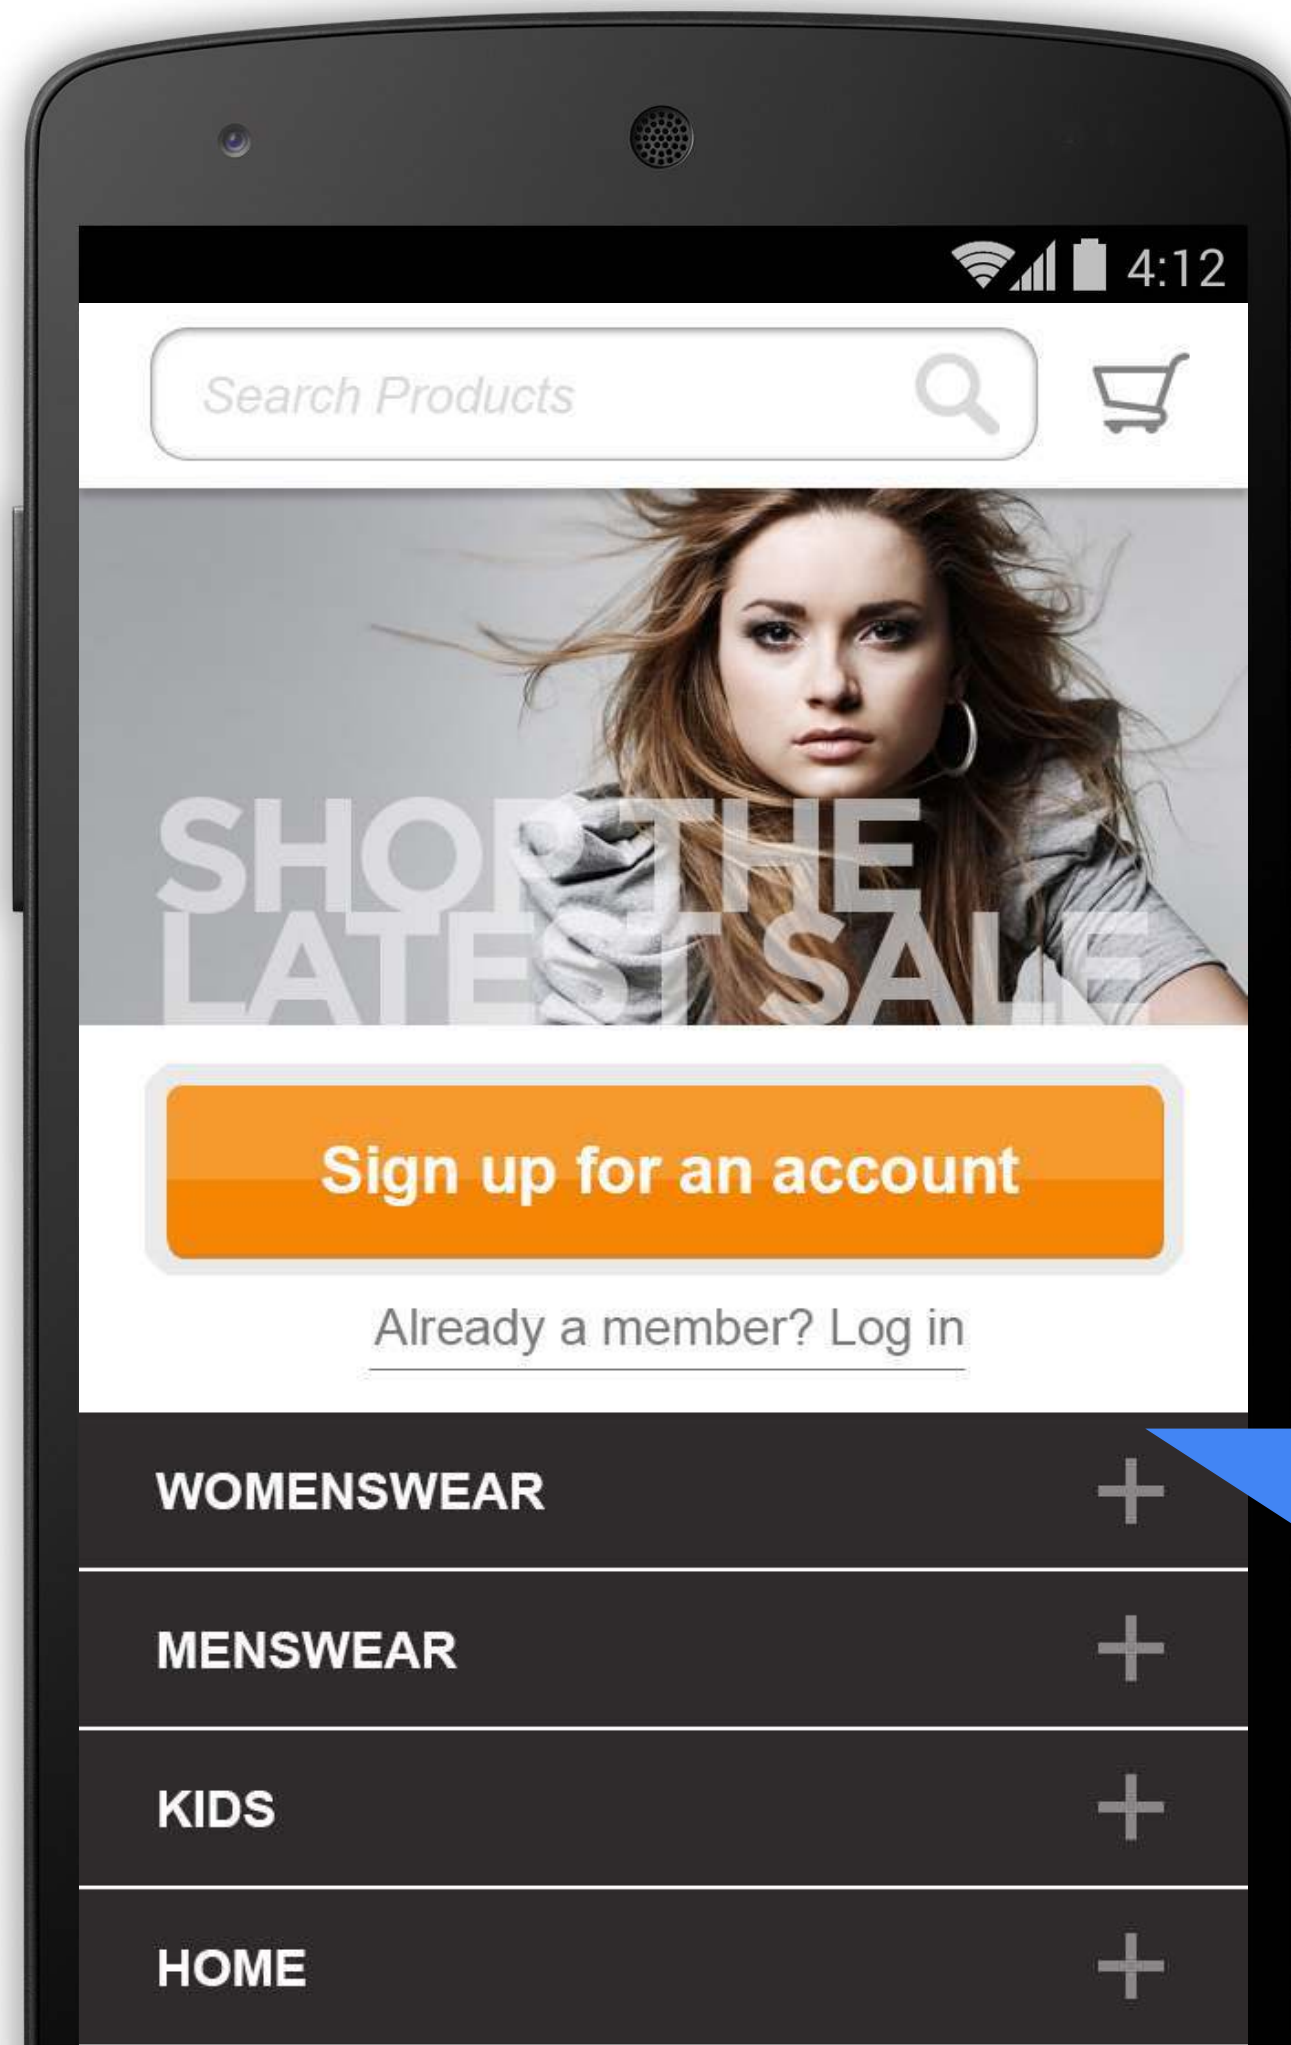 4:12
Search Products
SHOP THE
LATEST SALE
Sign up for an account
Already a member? Log in
WOMENSWEAR
MENSWEAR
KIDS
HOME